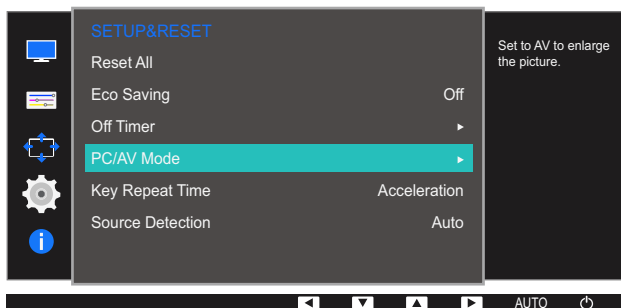 SETUP&RESET
Reset All
Eco Saving Off
Off Timer
PC/AV Mode
Key Repeat Time Acceleration
Source Detection Auto
Set to AV to enlarge
the picture.
AUTO